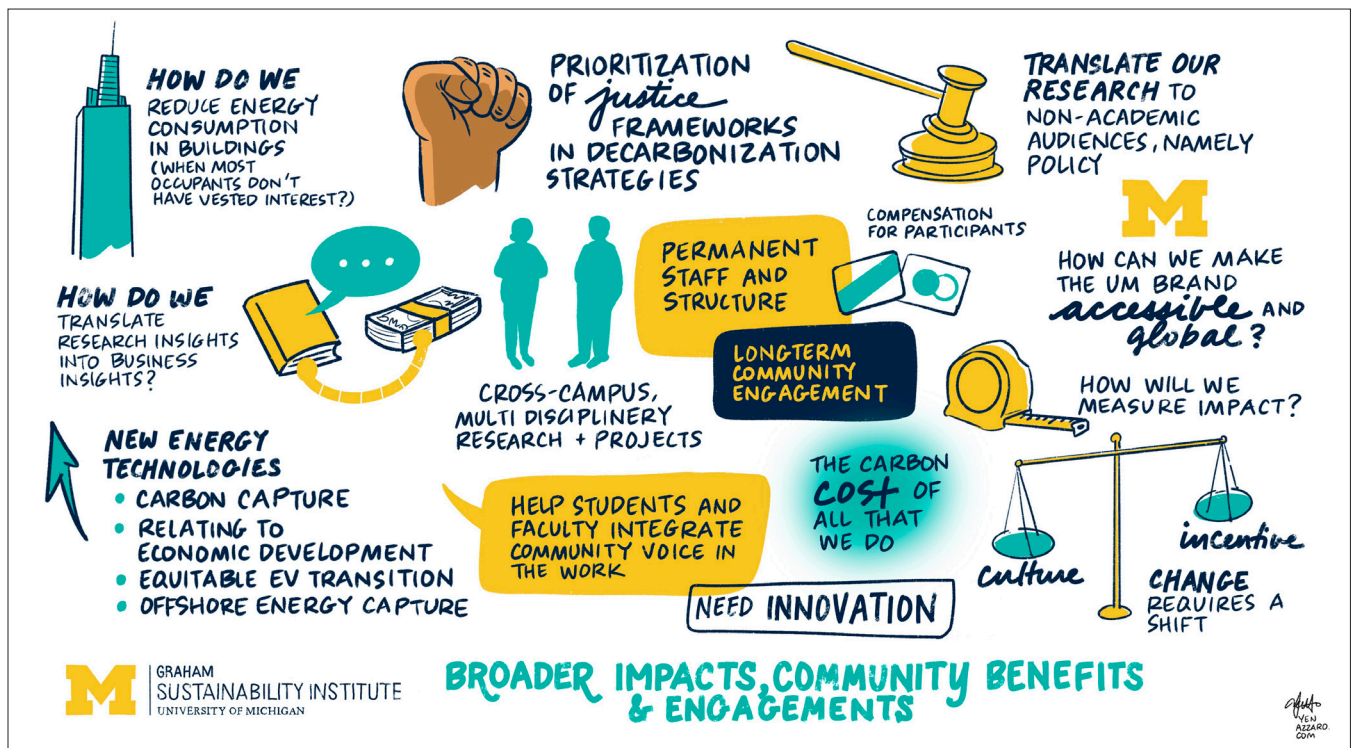 HOW DO WE
REDUCE ENERGY
CONSUMPTION
IN BUILDINGS
(WHEN MOST
OCCUPANTS DON'T
HAVE VESTED INTEREST?)
PRIORITIZATION
OF justice
FRAMEWORKS
IN DECARBONIZATION
STRATEGIES
TRANSLATE OUR
RESEARCH TO
NON-ACADEMIC
AUDIENCES, NAMELY
POLICY
M
HOW CAN WE MAKE
THE UM BRAND
accessible AND
global?
HOW DO WE
TRANSLATE
RESEARCH INSIGHTS
INTO BUSINESS
INSIGHTS?
CROSS-CAMPUS,
MULTI DISCIPLINERY
RESEARCH + PROJECTS
PERMANENT
STAFF AND
STRUCTURE
COMPENSATION
FOR PARTICIPANTS
LONGTERM
COMMUNITY
ENGAGEMENT
HOW WILL WE
MEASURE IMPACT?
NEW ENERGY
TECHNOLOGIES
• CARBON CAPTURE
• RELATING TO
ECONOMIC DEVELOPMENT
• EQUITABLE EV TRANSITION
• OFFSHORE ENERGY CAPTURE
HELP STUDENTS AND
FACULTY INTEGRATE
COMMUNITY VOICE IN
THE WORK
THE CARBON
COST OF
ALL THAT
WE DO
NEED INNOVATION
culture
incentive
CHANGE
REQUIRES A
SHIFT
M
GRAHAM
SUSTAINABILITY INSTITUTE
UNIVERSITY OF MICHIGAN
BROADER IMPACTS, COMMUNITY BENEFITS
& ENGAGEMENTS
YEN
AZZARO.
COM